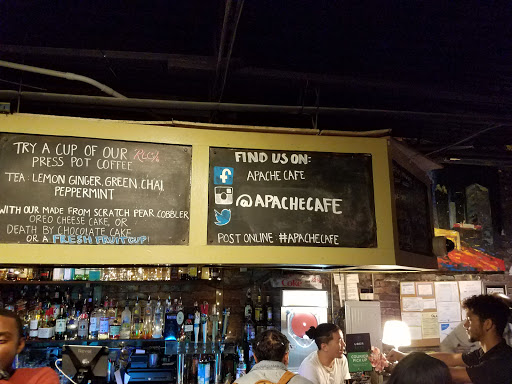 TRY A CUP OF OUR RICH
PRESS POT COFFEE
TEA: LEMON GINGER, GREEN, CHAI,
PEPPERMINT
WITH OUR MADE FROM SCRATCH PEAR COBBLER
OREO CHEESE CAKE, OR
DEATH BY CHOCOLATE CAKE
OR A FRESH FRUIT CUP!
FIND US ON:
APACHE CAFE
@APACHECAFE
POST ONLINE #APACHECAFE